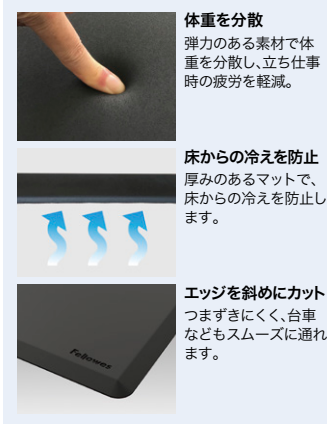 体重を分散
弾力のある素材で体
重を分散し、立ち仕事
時の疲労を軽減。
床からの冷えを防止
厚みのあるマットで、
床からの冷えを防止し
ます。
エッジを斜めにカット
つまずきにくく、台車
などもスムーズに通れ
ます。
Fellowes